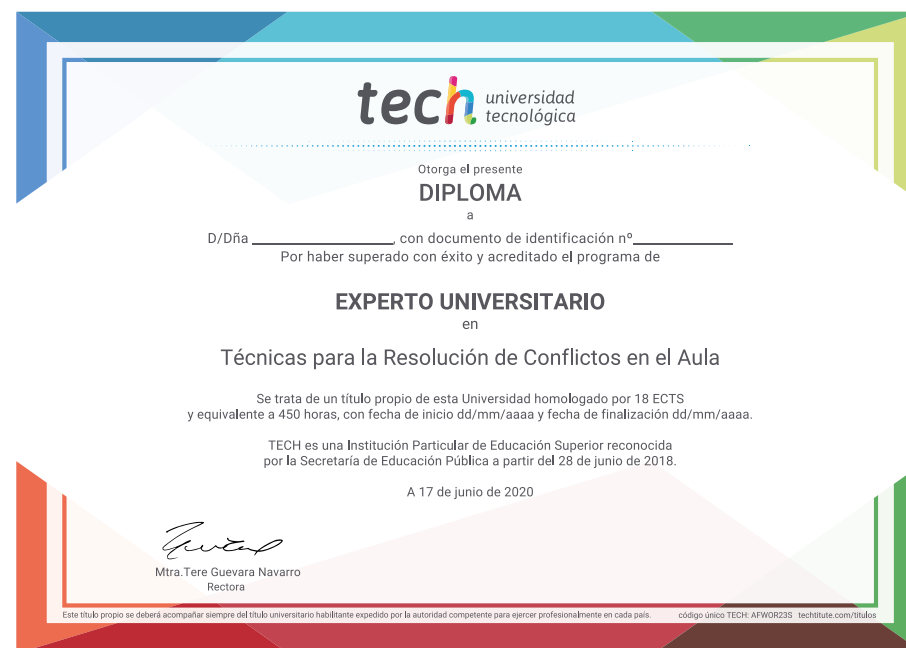 tech universidad
tecnológica
Otorga el presente
DIPLOMA
a
D/Dña , con documento de identificación nº
Por haber superado con éxito y acreditado el programa de
EXPERTO UNIVERSITARIO
en
Técnicas para la Resolución de Conflictos en el Aula
Se trata de un título propio de esta Universidad homologado por 18 ECTS
y equivalente a 450 horas, con fecha de inicio dd/mm/aaaa y fecha de finalización dd/mm/aaaa.
TECH es una Institución Particular de Educación Superior reconocida
por la Secretaría de Educación Pública a partir del 28 de junio de 2018.
A 17 de junio de 2020
Mtra.Tere Guevara Navarro
Rectora
Este título propio se deberá acompañar siempre del título universitario habilitante expedido por la autoridad competente para ejercer profesionalmente en cada país. código único TECH: AFWOR23S techtitute.com/titulos